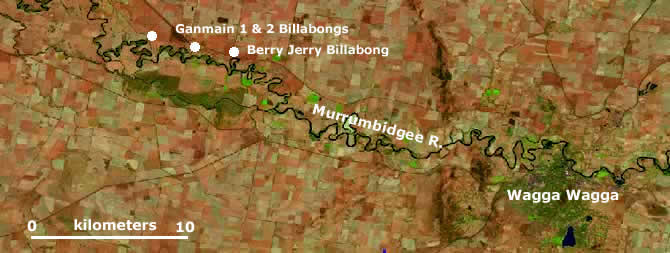 Ganmain 1 & 2 Billabongs
Berry Jerry Billabong
Murrumbidgee R.
Wagga Wagga
0 kilometers 10